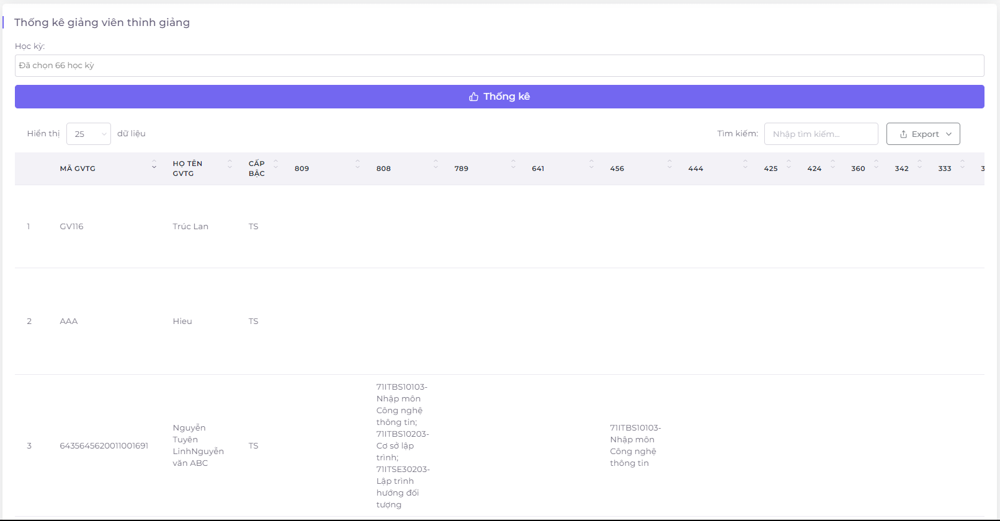 Thống kê giảng viên thỉnh giảng
Học kỳ:
Đã chọn 66 học kỳ
Thống kê
Hiển thị 25 dữ liệu
Tìm kiếm: Nhập tìm kiếm... Export
MÃ GVTG HỌ TÊN GVTG CẤP BẬC 809 808 789 641 456 444 425 424 360 342 333 3
1 GV116 Trúc Lan TS
2 AAA Hieu TS
3 6435645620011001691
Nguyễn
Tuyên
LinhNguyễn
văn ABC
TS
71ITBS10103-
Nhập môn
Công nghệ
thông tin;
71ITBS10203-
Cơ sở lập
trình;
71ITSE30203-
Lập trình
hướng đối
tượng
71ITBS10103-
Nhập môn
Công nghệ
thông tin